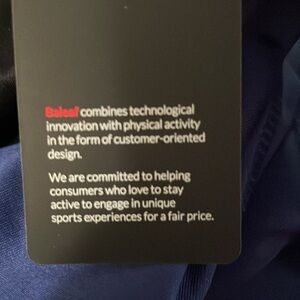 Baleaf combines technological
innovation with physical activity
in the form of customer-oriented
design.
We are committed to helping
consumers who love to stay
active to engage in unique
sports experiences for a fair price.